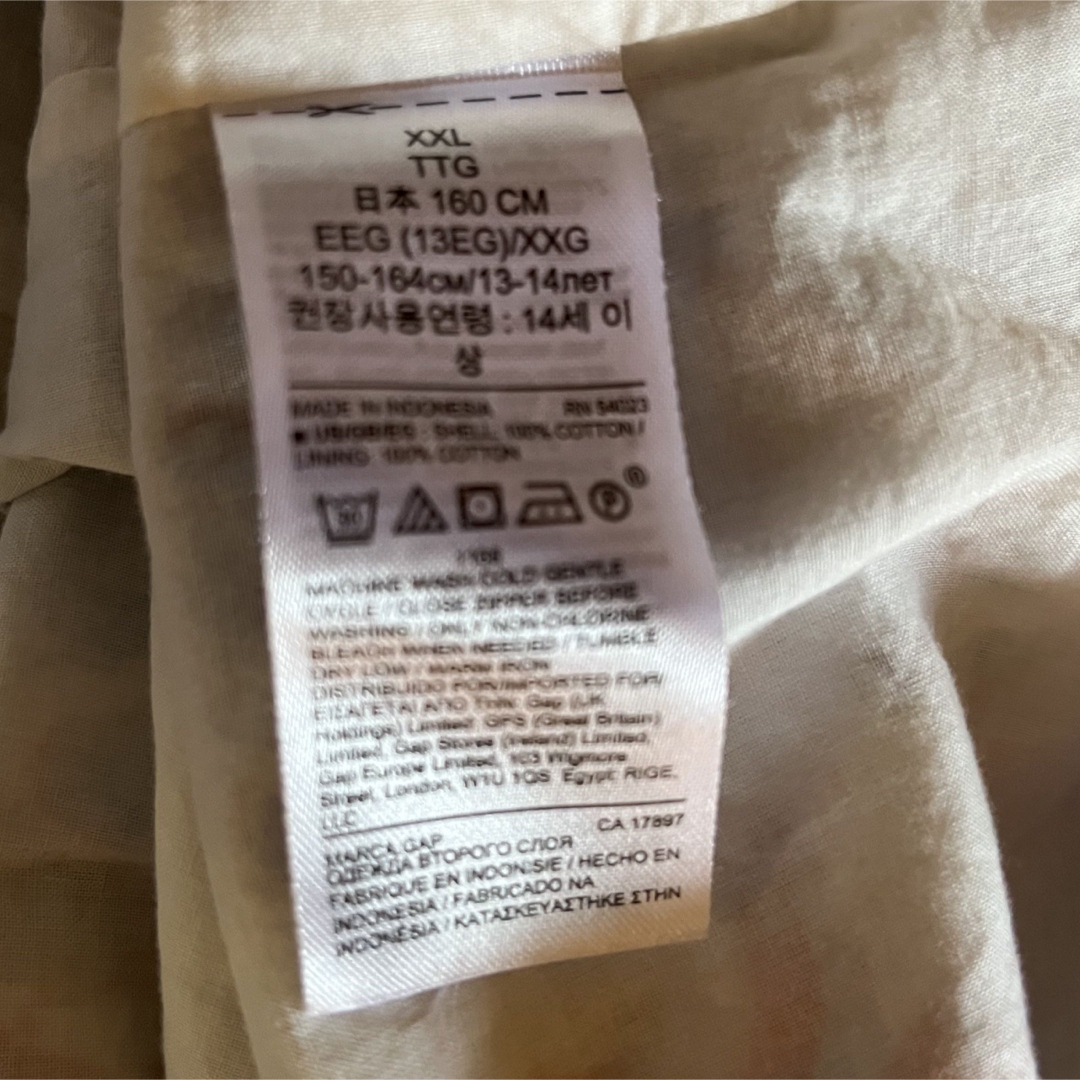 XXL
TTG
日本 160 CM
EEG (13EG)/XXG
150-164см/13-14лет
권장사용연령 : 14세 이
상
MADE IN INDONESIA RN 54023
US/GB/ES - SHELL, 100% COTTON /
LINING 100% COTTON
30
P
MACHINE WASH COLD GENTLE
CYCLE / CLOSE ZIPPER BEFORE
WASHING / ONLY NON-CHLORINE
BLEACH WHEN NEEDED / TUMBLE
DRY LOW / WARM IRON
DISTRIBUIDO POR/IMPORTED FOR/
ΕΙΣΑΓΕΤΑΙ ΑΠΟ Gap (UK
Holdings) Limited, GPS (Great Britain)
Limited, Gap Stores (Ireland) Limited,
Gap Europe Limited, Wigmore
Street, London, W1U 1QS Egypt: RIGE,
LLC
CA 17897
MARCA GAP
ОДЕЖДА ВТОРОГО СЛОЯ
FABRIQUE EN INDONSIE / HECHO EN
INDONESIA / FABRICADO NA
INDONÉSIA / ΚΑΤΑΣΚΕΥΑΣΤΗΚΕ ΣΤΗΝ